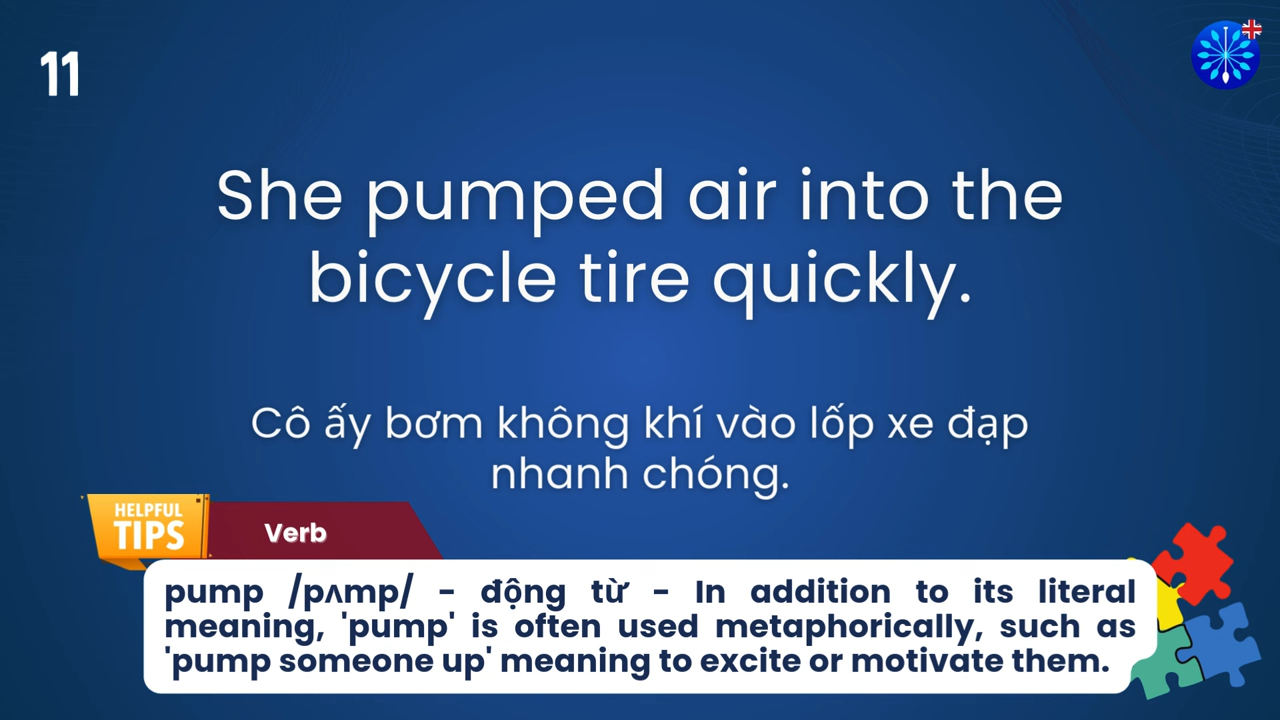 11
She pumped air into the
bicycle tire quickly.
Cô ấy bơm không khí vào lốp xe đạp
nhanh chóng.
HELPFUL
TIPS
Verb
pump /pʌmp/ - động từ - In addition to its literal
meaning, 'pump' is often used metaphorically, such as
'pump someone up' meaning to excite or motivate them.